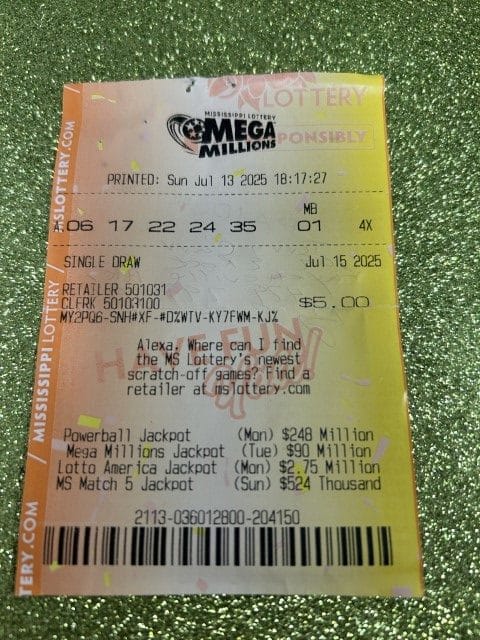 LOTTERY
MISSISSIPPI LOTTERY
MEGA
MILLIONS
PONSIBLY
PRINTED: Sun Jul 13 2025 18:17:27
MB
A 06 17 22 24 35 01 4X
SINGLE DRAW Jul 15 2025
RETAILER 501031
CLERK 50103100 $5.00
MY2PQ6-SNH#XF-#D%WTV-KY7FWM-KJ%
HAVE FUN
Alexa, Where can I find
the MS Lottery's newest
scratch-off games? Find a
retailer at mslottery.com
Powerball Jackpot (Mon) $248 Million
Mega Millions Jackpot (Tue) $90 Million
Lotto America Jackpot (Mon) $2.75 Million
MS Match 5 Jackpot (Sun) $524 Thousand
2113-036012800-204150
MSLOTTERY.COM
/ MISSISSIPPI LOTTERY /
TERY.COM /